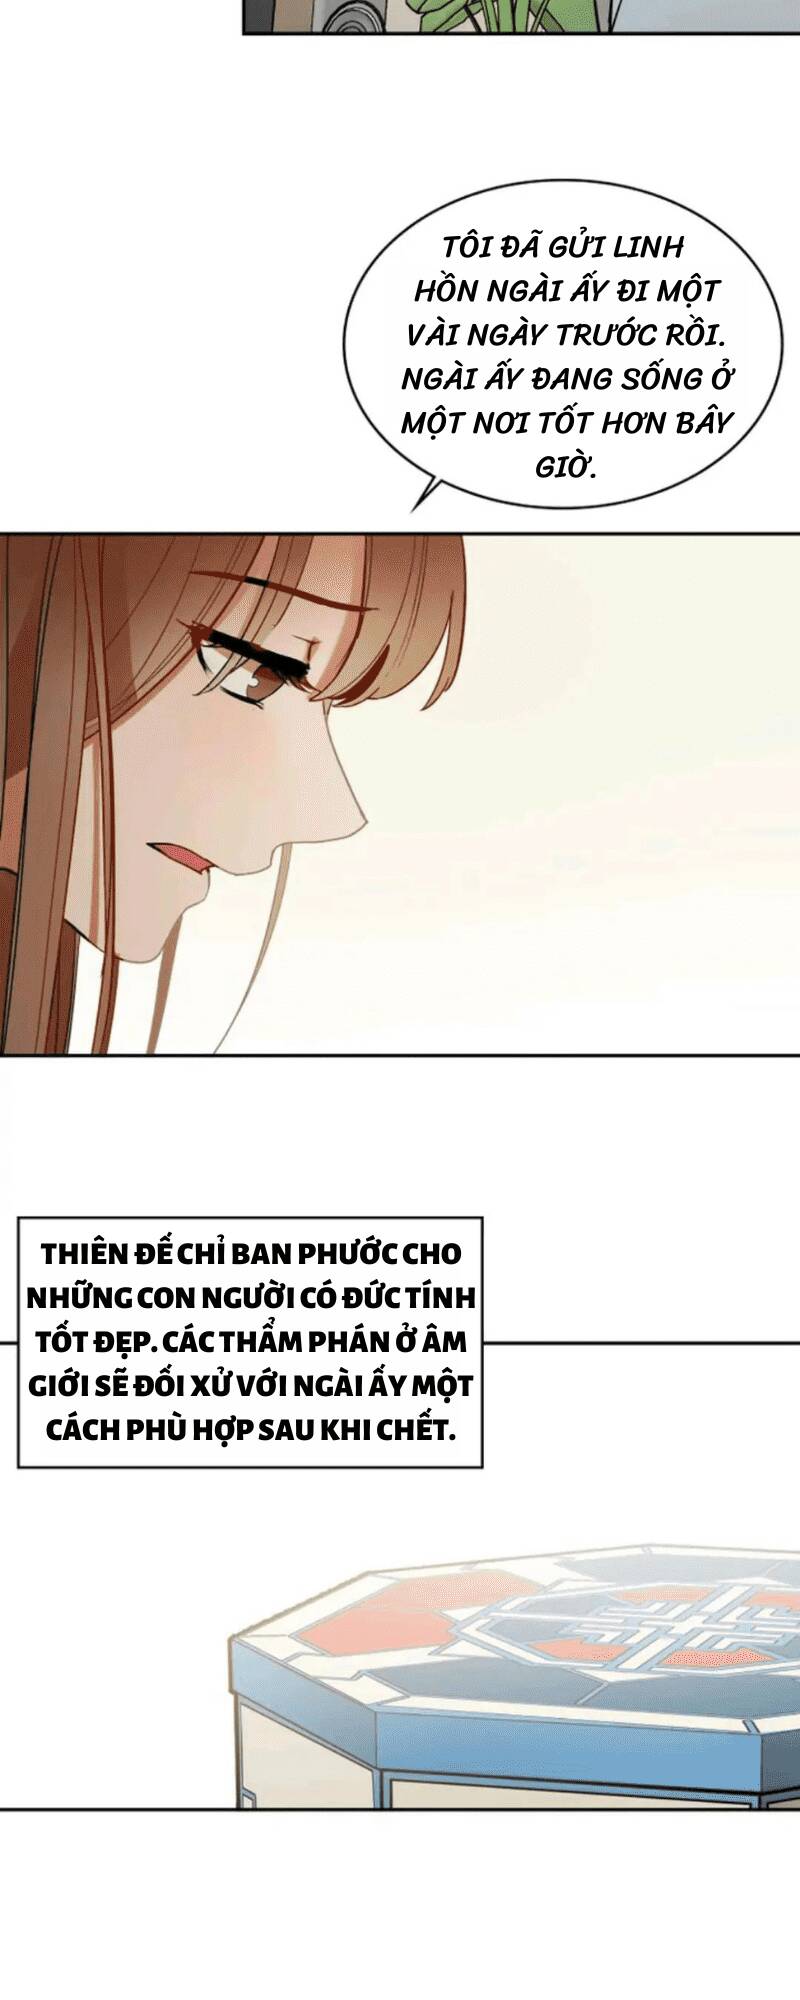 TÔI ĐÃ GỬI LINH
HỒN NGÀI ẤY ĐI MỘT
VÀI NGÀY TRƯỚC RỒI.
NGÀI ẤY ĐANG SỐNG Ở
MỘT NƠI TỐT HƠN BÂY
GIỜ.
THIÊN ĐẾ CHỈ BAN PHƯỚC CHO
NHỮNG CON NGƯỜI CÓ ĐỨC TÍNH
TỐT ĐẸP. CÁC THẨM PHÁN Ở ÂM
GIỚI SẼ ĐỐI XỬ VỚI NGÀI ẤY MỘT
CÁCH PHÙ HỢP SAU KHI CHẾT.